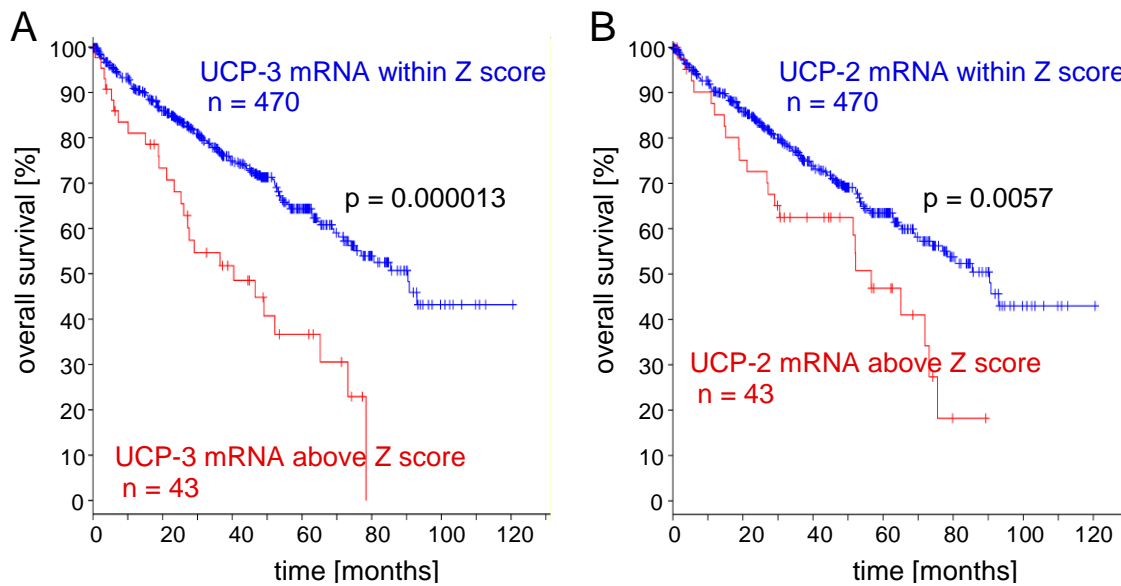 A
UCP-3 mRNA within Z score
n = 470
p = 0.000013
UCP-3 mRNA above Z score
n = 43
overall survival [%]
100
90
80
70
60
50
40
30
20
10
0
0 20 40 60 80 100 120
time [months]
B
UCP-2 mRNA within Z score
n = 470
p = 0.0057
UCP-2 mRNA above Z score
n = 43
overall survival [%]
100
90
80
70
60
50
40
30
20
10
0
0 20 40 60 80 100 120
time [months]